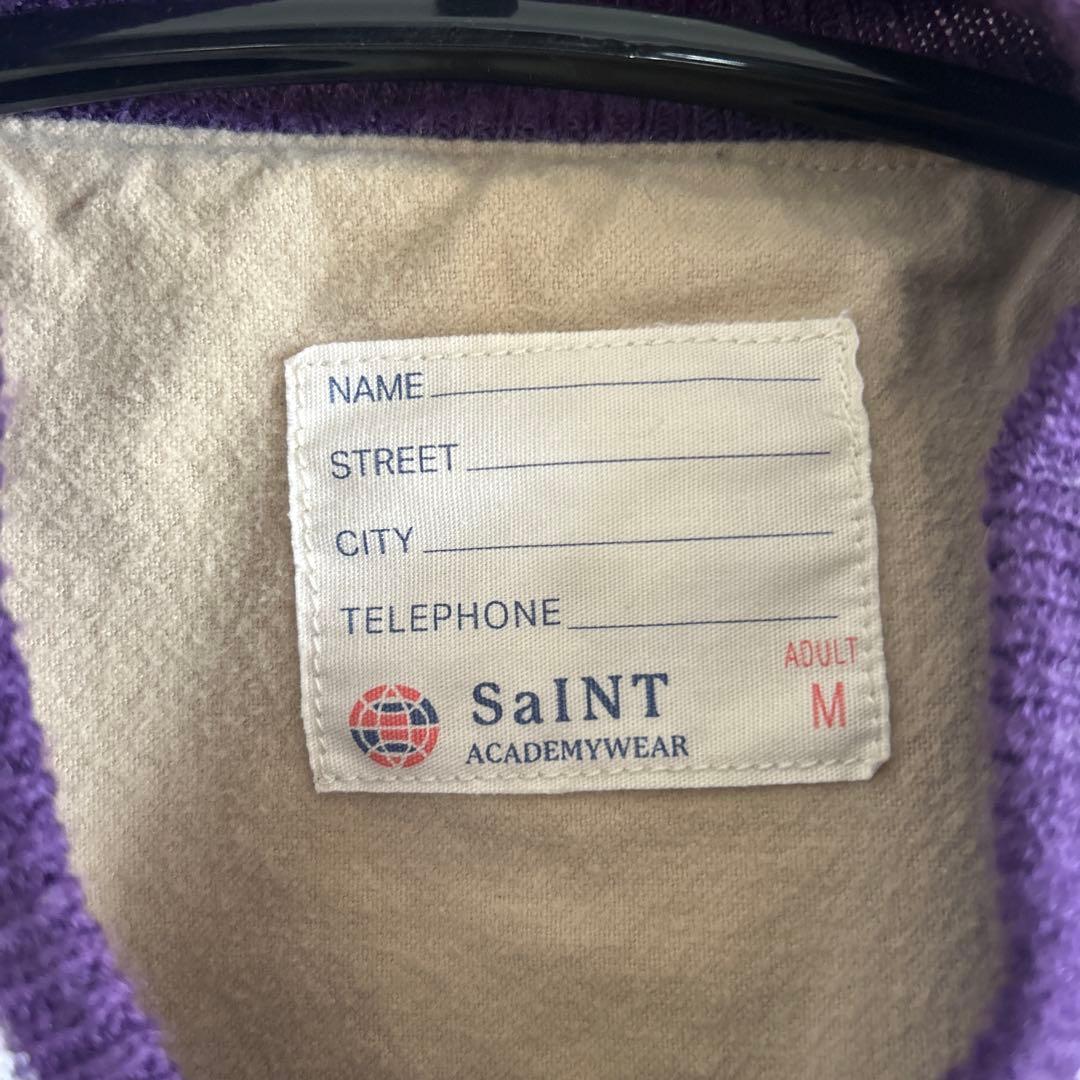 NAME
STREET
CITY
TELEPHONE
ADULT
M
SaINT
ACADEMYWEAR